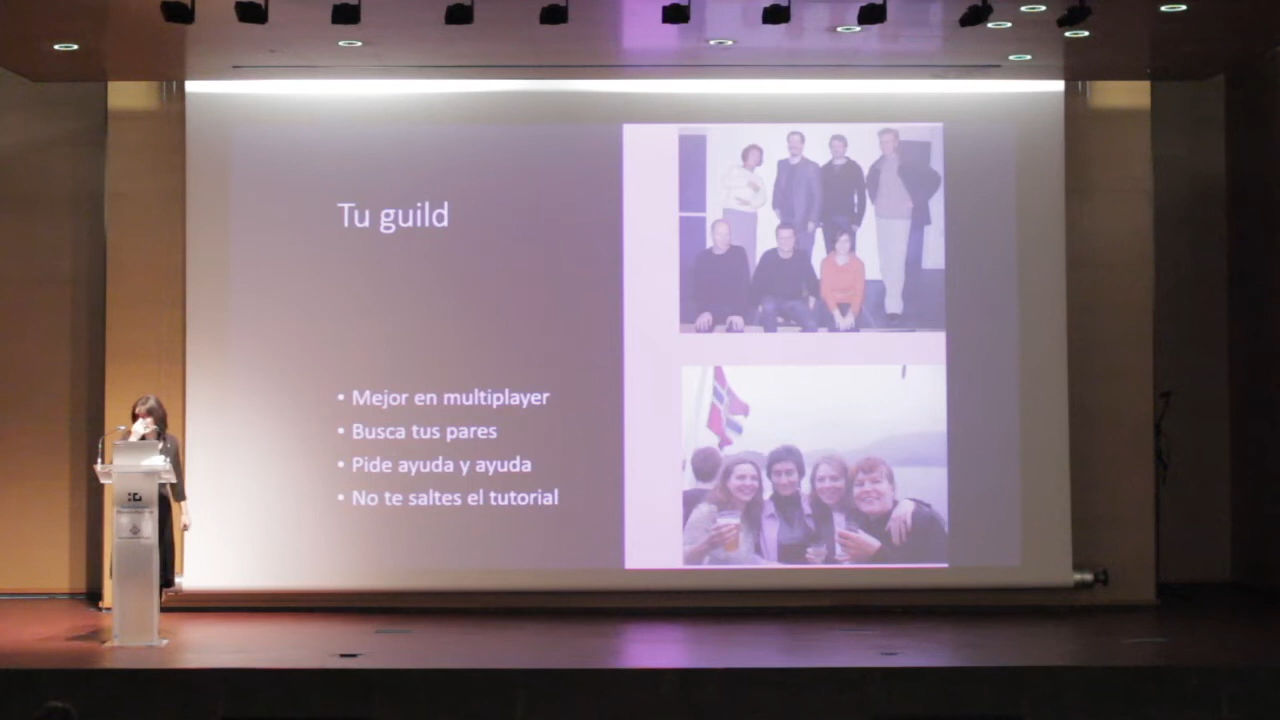 Tu guild
• Mejor en multiplayer
• Busca tus pares
• Pide ayuda y ayuda
• No te saltes el tutorial